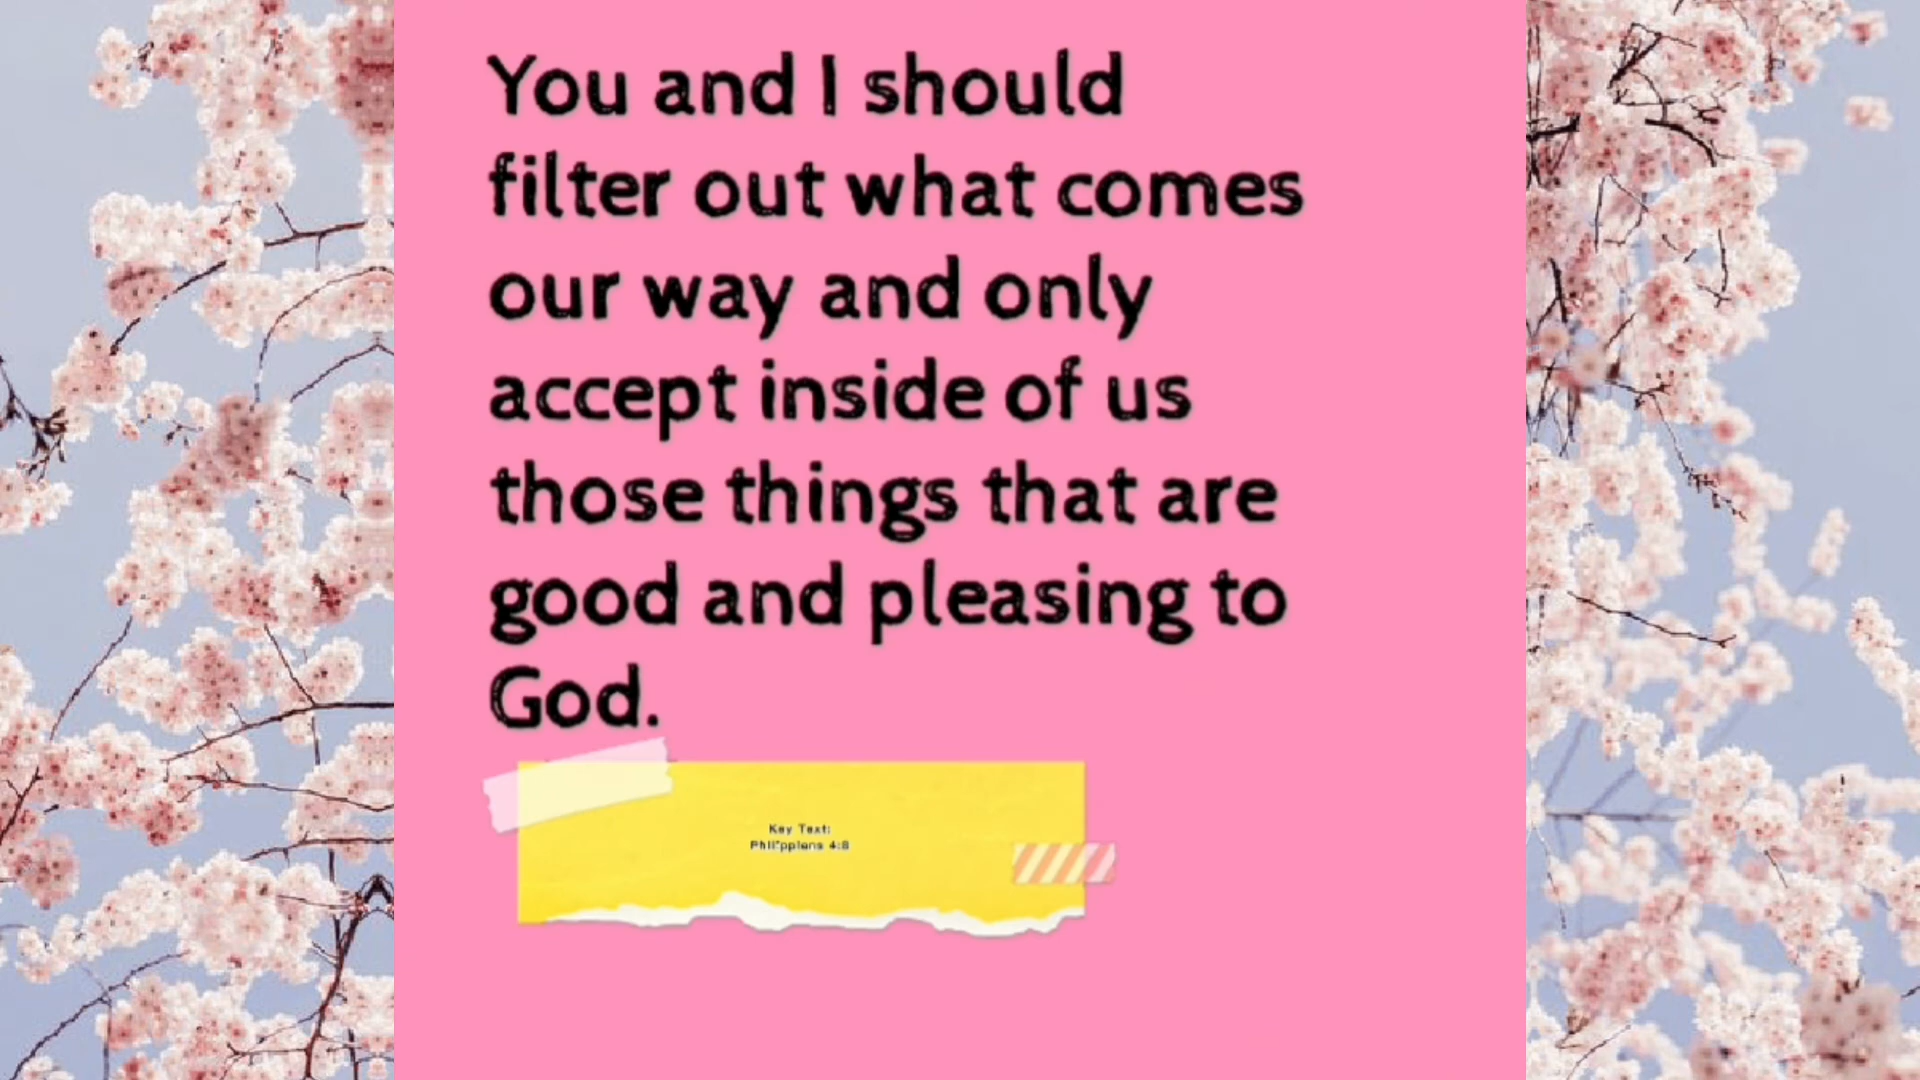 You and I should
filter out what comes
our way and only
accept inside of us
those things that are
good and pleasing to
God.
Key Text:
Philippians 4:8